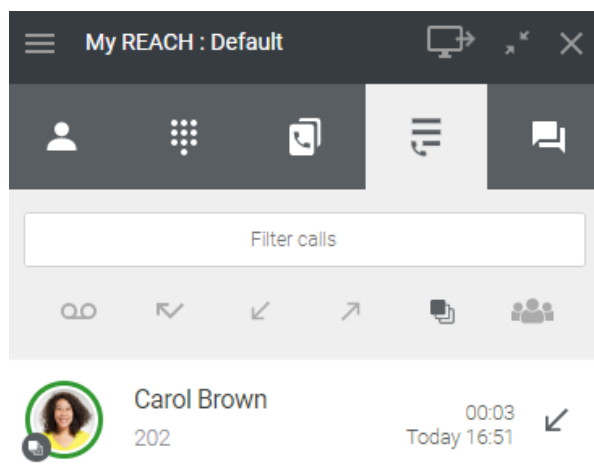 My REACH : Default
Filter calls
Carol Brown
00:03
202
Today 16:51